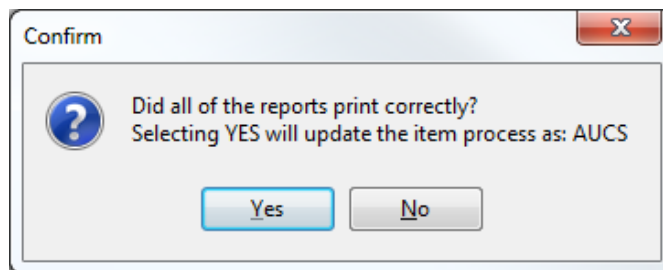 Confirm
Did all of the reports print correctly?
Selecting YES will update the item process as: AUCS
Yes
No